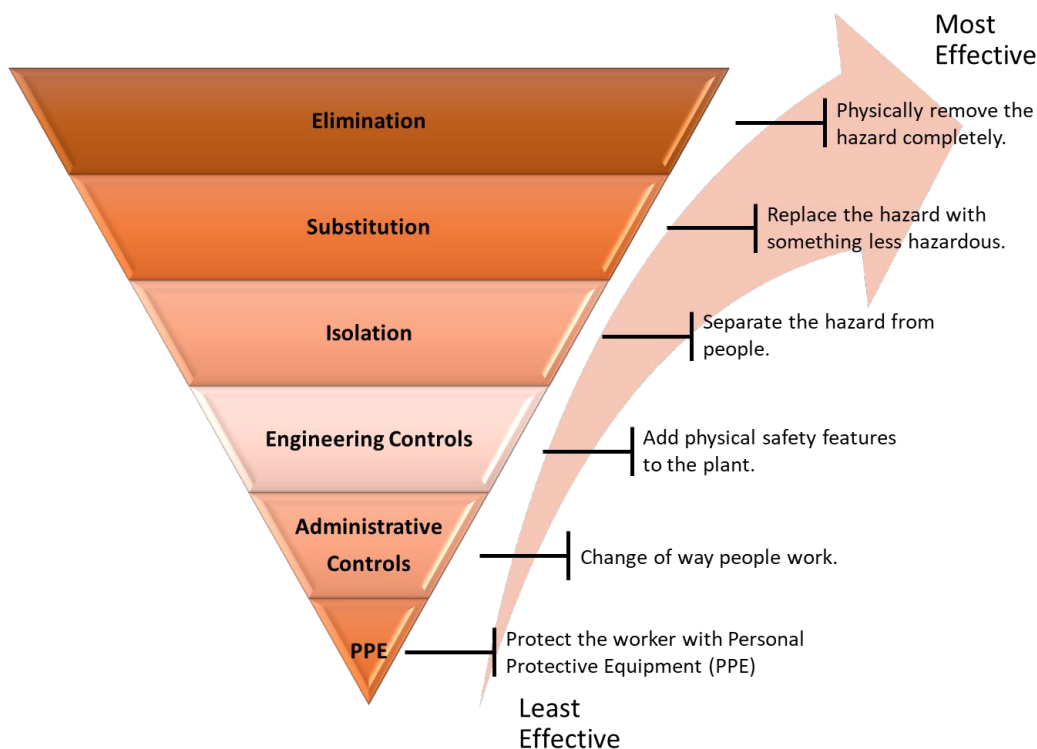 Most
Effective
Elimination
Physically remove the
hazard completely.
Substitution
Replace the hazard with
something less hazardous.
Isolation
Separate the hazard from
people.
Engineering Controls
Add physical safety features
to the plant.
Administrative
Controls
Change of way people work.
PPE
Protect the worker with Personal
Protective Equipment (PPE)
Least
Effective